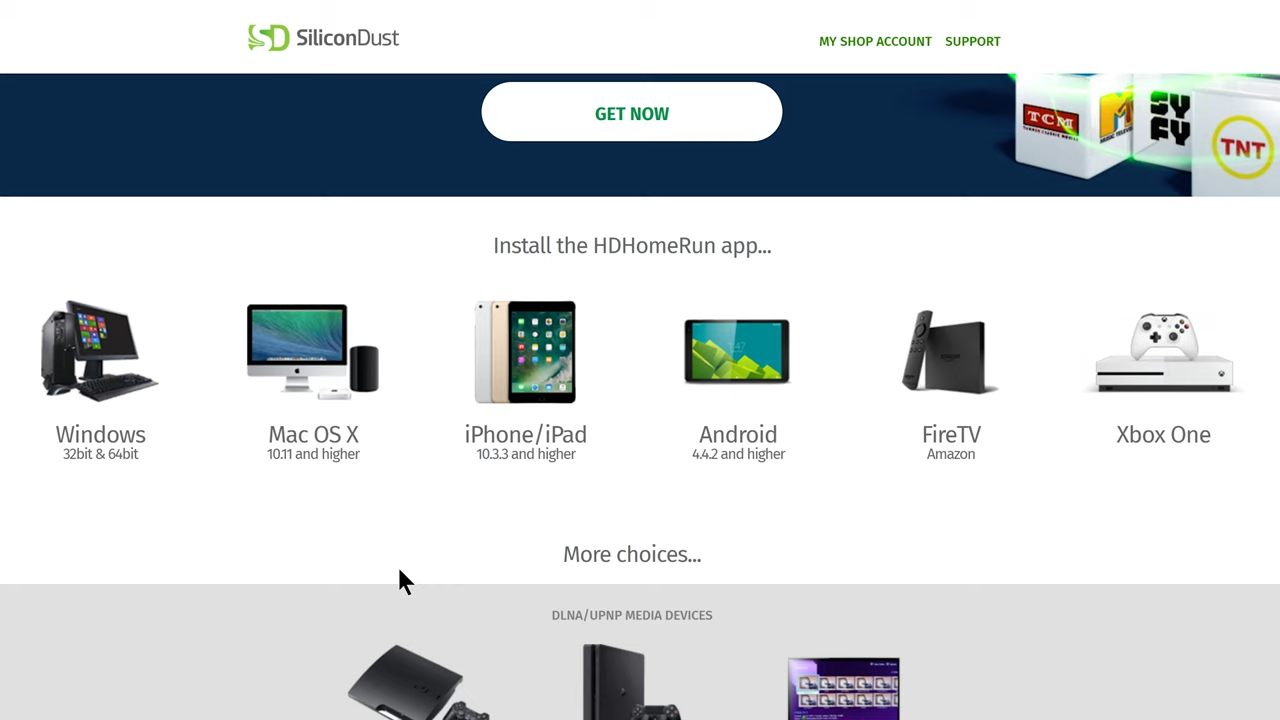 SD SiliconDust
MY SHOP ACCOUNT SUPPORT
GET NOW
TCM
SYFY
TNT
Install the HDHomeRun app...
Windows
32bit & 64bit
Mac OS X
10.11 and higher
iPhone/iPad
10.3.3 and higher
Android
4.4.2 and higher
FireTV
Amazon
Xbox One
More choices...
DLNA/UPNP MEDIA DEVICES